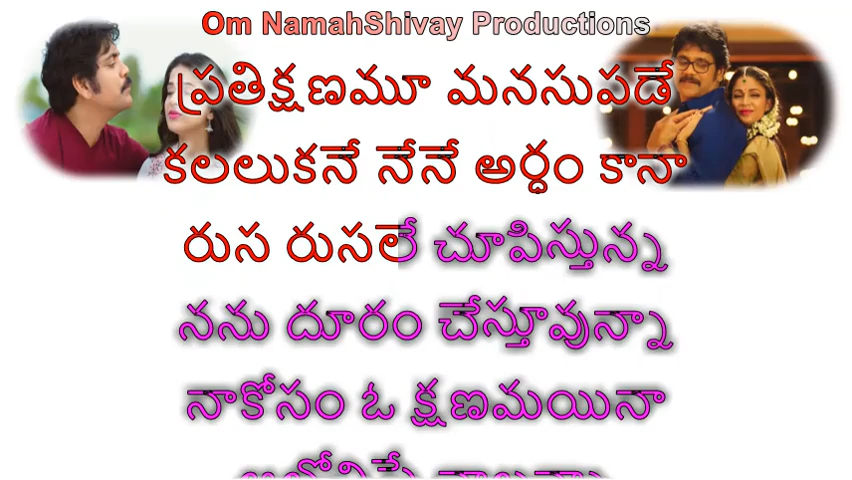 Om NamahShivay Productions
ప్రతిక్షణమూ మనసుపడే
కలలుకనే నేనే అర్ధం కానా
రుస రుసలే చూపిస్తున్న
నను దూరం చేస్తూవున్నా
నాకోసం ఓ క్షణమయినా